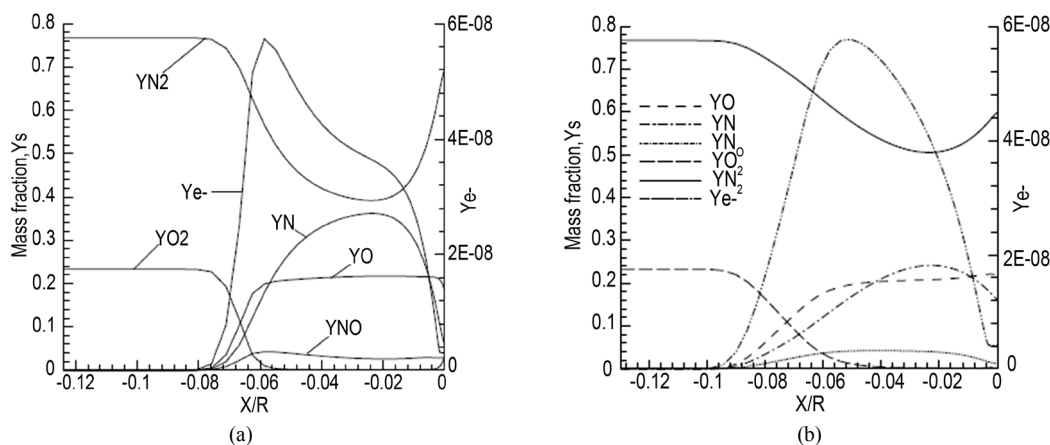 0.8
0.7
0.6
0.5
0.4
0.3
0.2
0.1
0
Mass fraction,Ys
YN2
Ye-
YO2
YN
YO
YNO
6E-08
4E-08
2E-08
0
Ye-
-0.12 -0.1 -0.08 -0.06 -0.04 -0.02 0
X/R
(a)
0.8
0.7
0.6
0.5
0.4
0.3
0.2
0.1
0
Mass fraction,Ys
YO
YN
YNO
YO2
YN2
Ye-
6E-08
4E-08
2E-08
0
Ye-
-0.12 -0.1 -0.08 -0.06 -0.04 -0.02 0
X/R
(b)